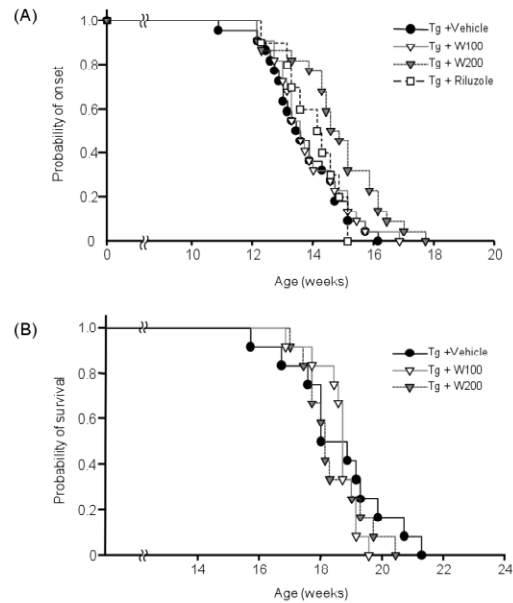 (A)
Tg +Vehicle
Tg + W100
Tg + W200
Tg + Riluzole
Probability of onset
1.0
0.8
0.6
0.4
0.2
0
0 12 14 16 18 20
Age (weeks)
(B)
Tg +Vehicle
Tg + W100
Tg + W200
Probability of survival
1.0
0.8
0.6
0.4
0.2
0
14 16 18 20 22 24
Age (weeks)